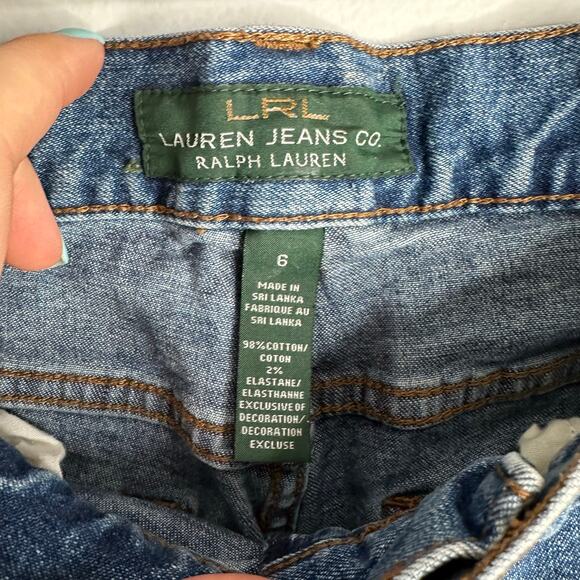 LRL
LAUREN JEANS CO.
RALPH LAUREN
6
MADE IN
SRI LANKA
FABRIQUE AU
SRI LANKA
98%COTTON/
COTON
2%
ELASTANE/
ELASTHANNE
EXCLUSIVE OF
DECORATION/
DECORATION
EXCLUSE